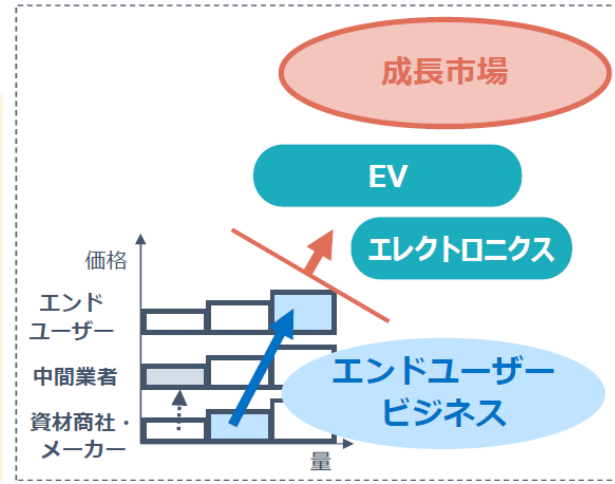 成長市場
EV
エレクトロニクス
価格
エンド
ユーザー
中間業者
資材商社・
メーカー
量
エンドユーザー
ビジネス